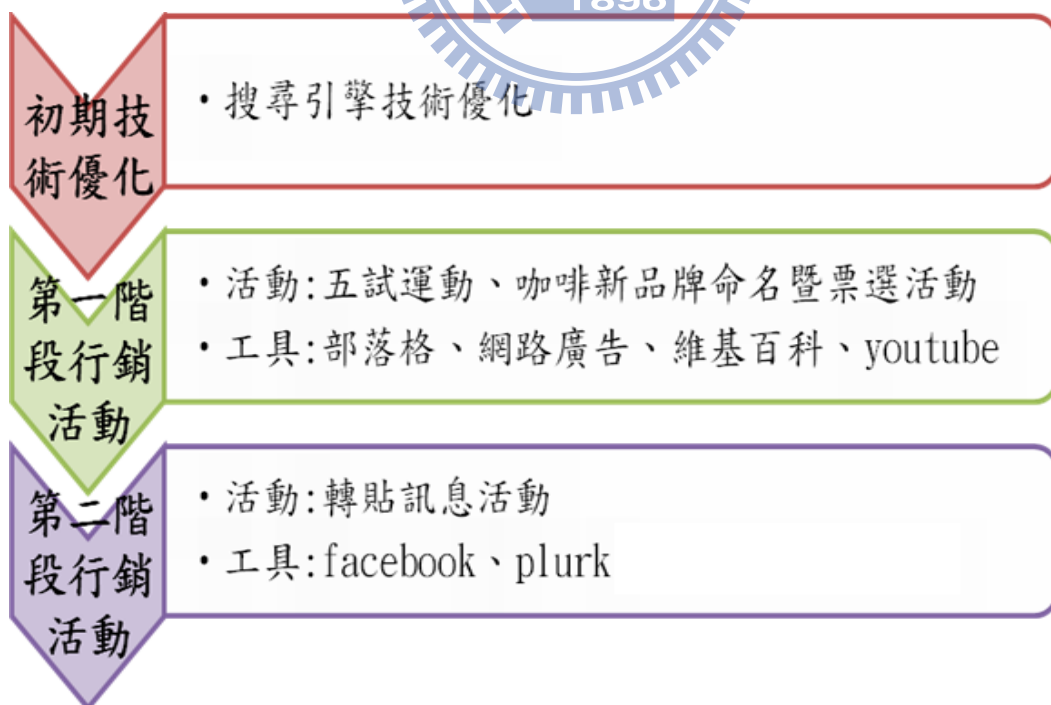 1898
初期技
術優化
・搜尋引擎技術優化
第一階
段行銷
活動
・活動:五試運動、咖啡新品牌命名暨票選活動
・工具:部落格、網路廣告、維基百科、youtube
第二階
段行銷
活動
・活動:轉貼訊息活動
・工具:facebook、plurk